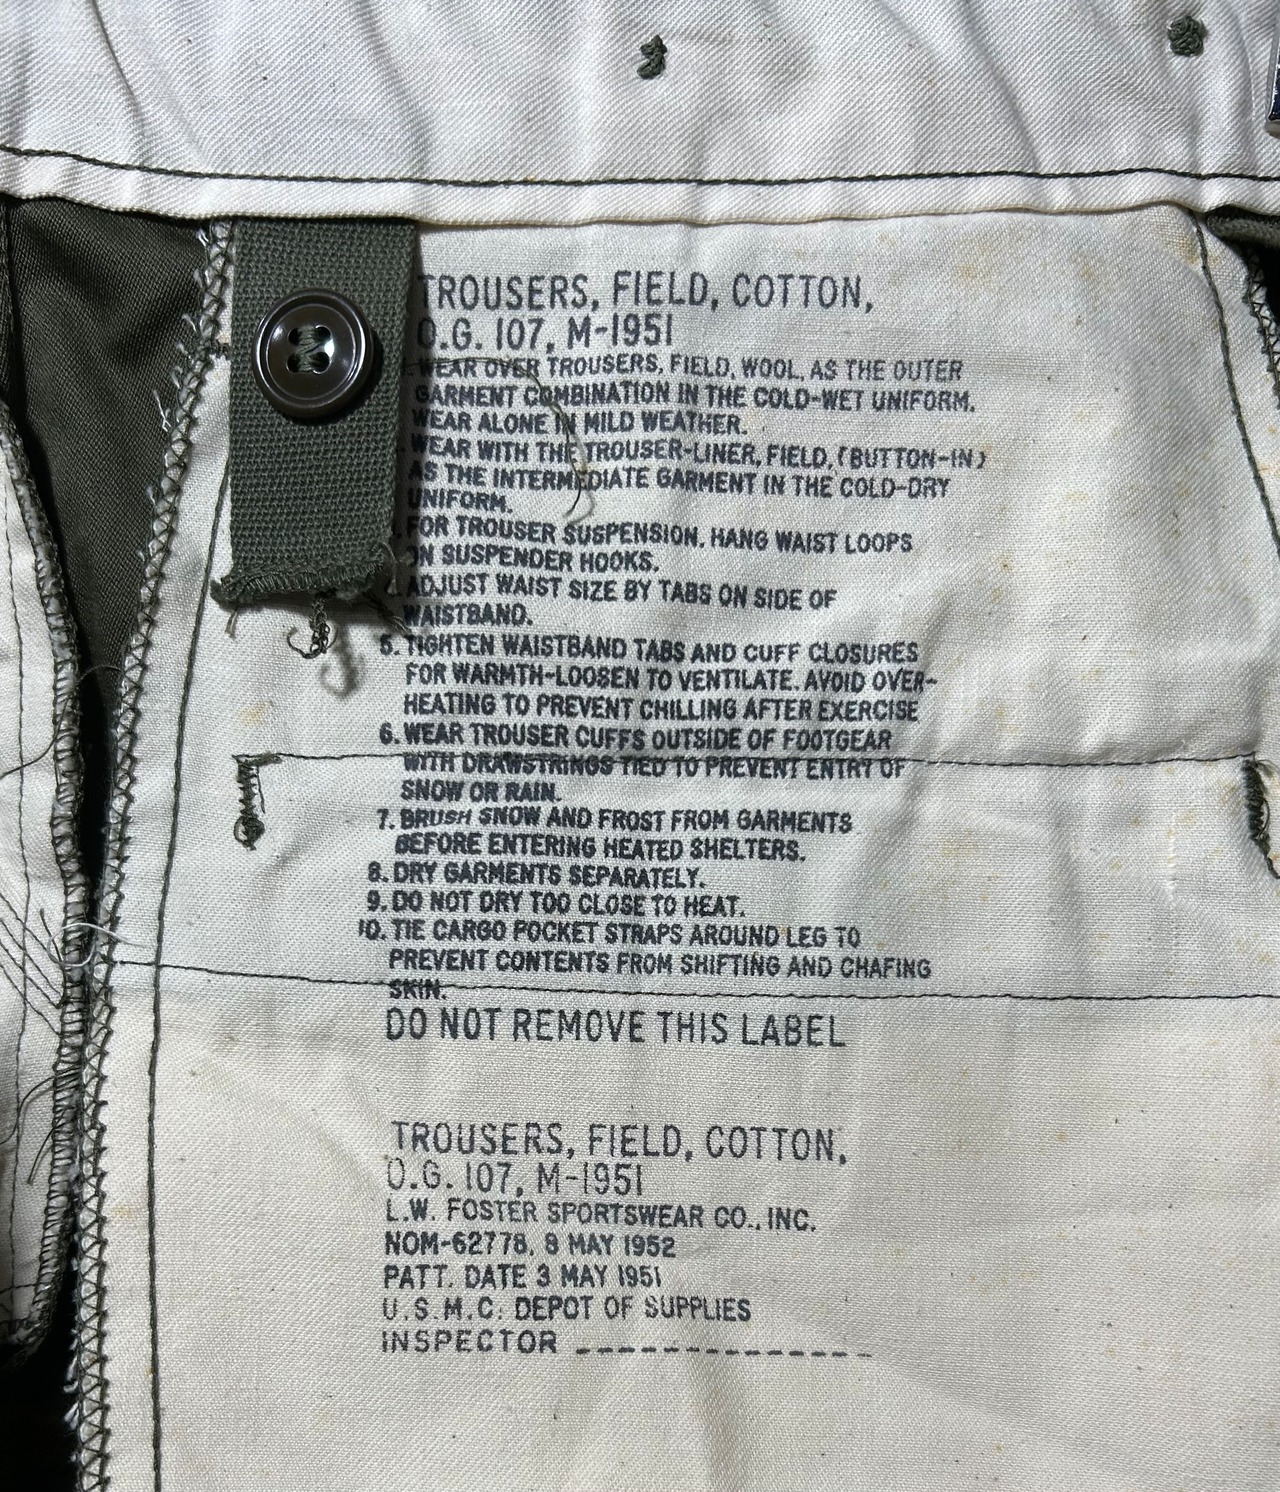 TROUSERS, FIELD, COTTON,
O.G. 107, M-1951
WEAR OVER TROUSERS, FIELD, WOOL, AS THE OUTER
GARMENT COMBINATION IN THE COLD-WET UNIFORM.
WEAR ALONE IN MILD WEATHER.
WEAR WITH THE TROUSER-LINER, FIELD, (BUTTON-IN)
AS THE INTERMEDIATE GARMENT IN THE COLD-DRY
UNIFORM.
FOR TROUSER SUSPENSION. HANG WAIST LOOPS
ON SUSPENDER HOOKS.
ADJUST WAIST SIZE BY TABS ON SIDE OF
WAISTBAND.
5. TIGHTEN WAISTBAND TABS AND CUFF CLOSURES
FOR WARMTH-LOOSEN TO VENTILATE. AVOID OVER-
HEATING TO PREVENT CHILLING AFTER EXERCISE
6. WEAR TROUSER CUFFS OUTSIDE OF FOOTGEAR
WITH DRAWSTRINGS TIED TO PREVENT ENTRY OF
SNOW OR RAIN.
7. BRUSH SNOW AND FROST FROM GARMENTS
BEFORE ENTERING HEATED SHELTERS.
8. DRY GARMENTS SEPARATELY.
9. DO NOT DRY TOO CLOSE TO HEAT.
10. TIE CARGO POCKET STRAPS AROUND LEG TO
PREVENT CONTENTS FROM SHIFTING AND CHAFING
SKIN.
DO NOT REMOVE THIS LABEL
TROUSERS, FIELD, COTTON,
O.G. 107, M-1951
L.W. FOSTER SPORTSWEAR CO., INC.
NOM-62778, 8 MAY 1952
PATT. DATE 3 MAY 1951
U.S.M.C. DEPOT OF SUPPLIES
INSPECTOR --------------